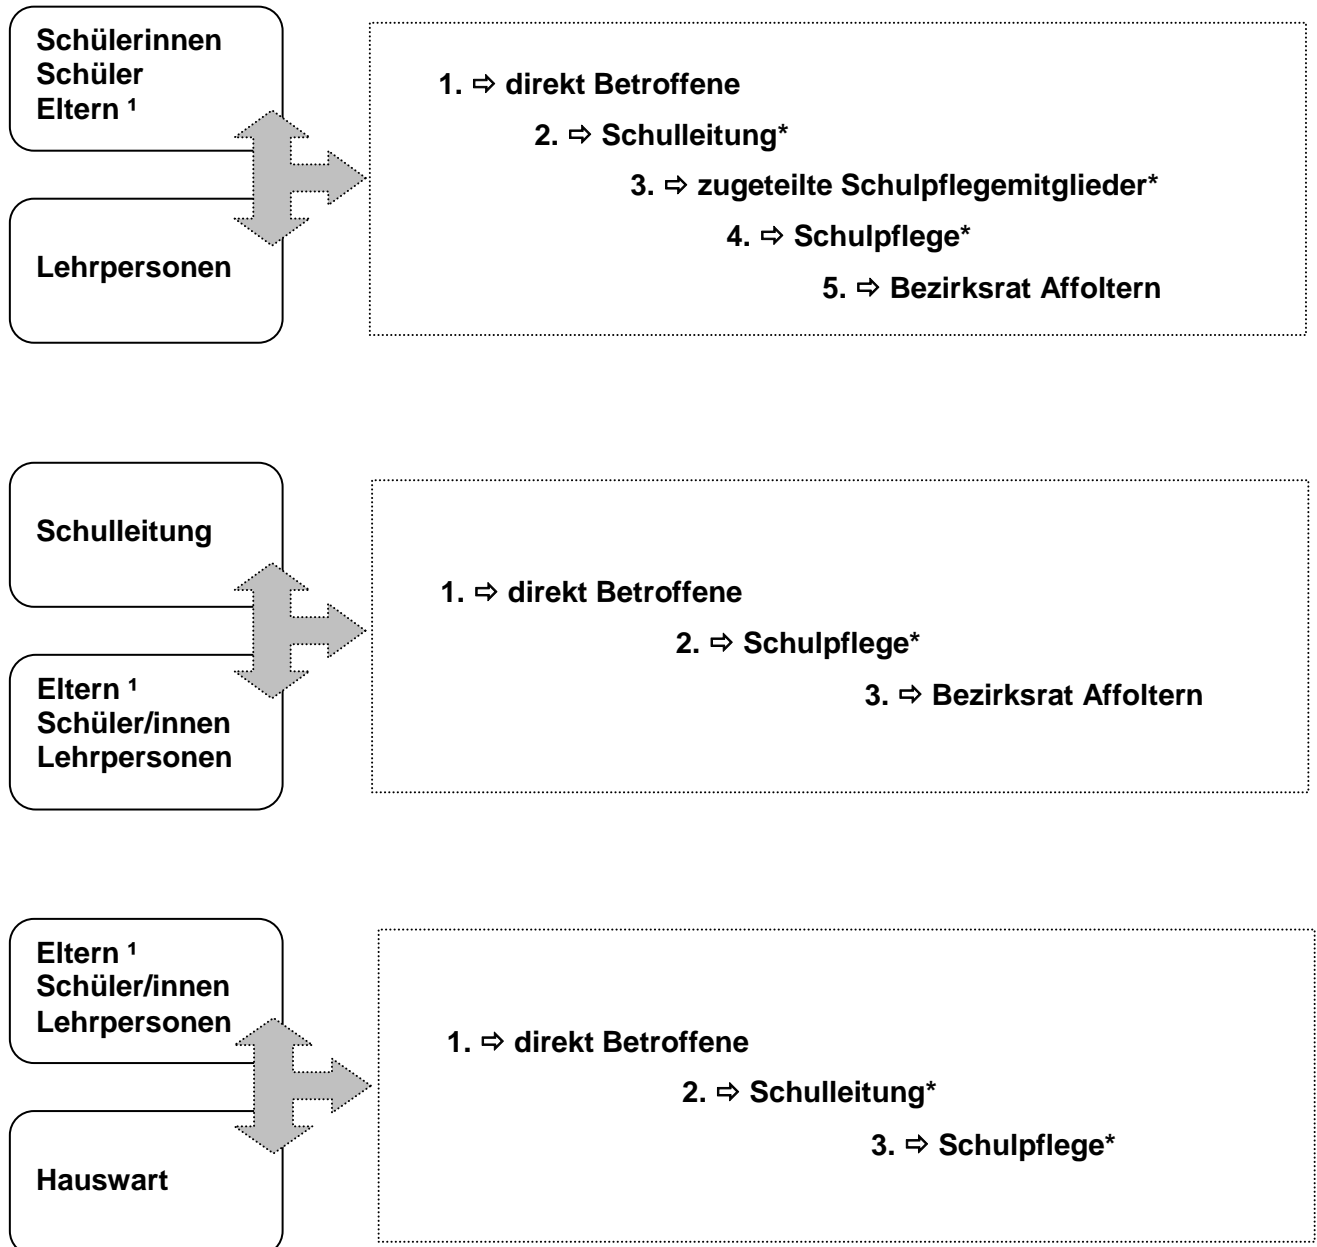 Schülerinnen
Schüler
Eltern ¹
Lehrpersonen
1. ⇨ direkt Betroffene
2. ⇨ Schulleitung*
3. ⇨ zugeteilte Schulpflegemitglieder*
4. ⇨ Schulpflege*
5. ⇨ Bezirksrat Affoltern
Schulleitung
Eltern ¹
Schüler/innen
Lehrpersonen
1. ⇨ direkt Betroffene
2. ⇨ Schulpflege*
3. ⇨ Bezirksrat Affoltern
Eltern ¹
Schüler/innen
Lehrpersonen
Hauswart
1. ⇨ direkt Betroffene
2. ⇨ Schulleitung*
3. ⇨ Schulpflege*